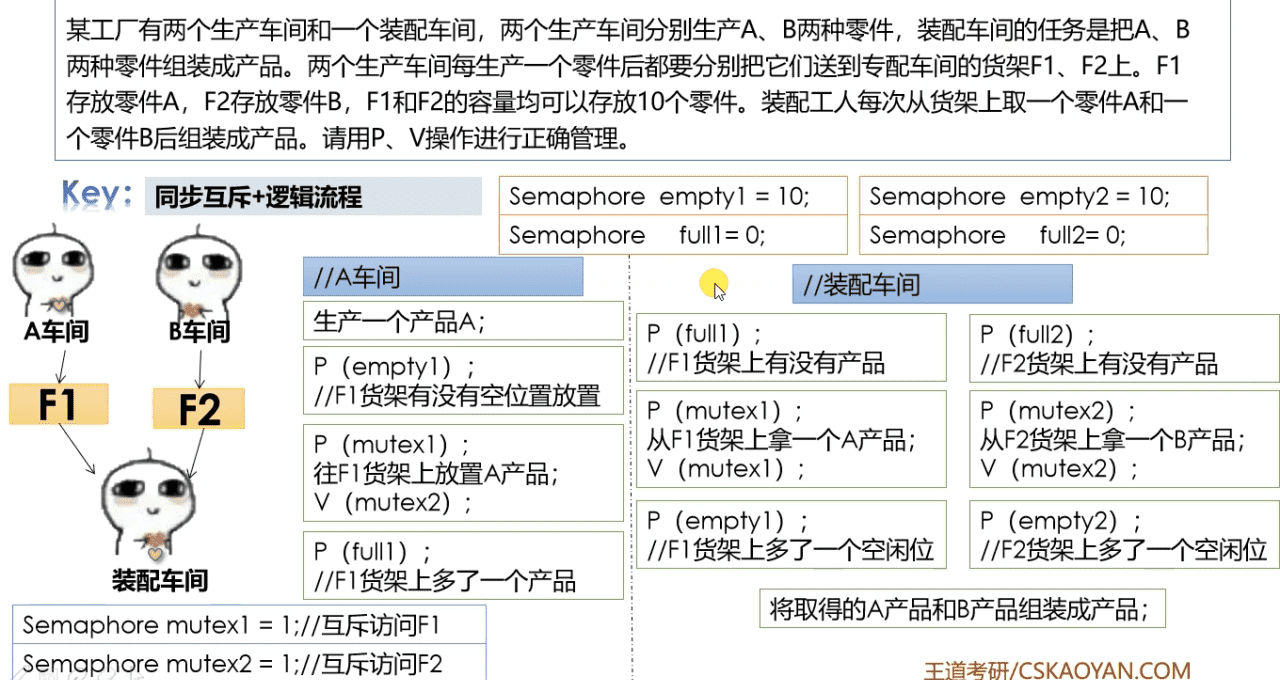 某工厂有两个生产车间和一个装配车间，两个生产车间分别生产A、B两种零件，装配车间的任务是把A、B
两种零件组装成产品。两个生产车间每生产一个零件后都要分别把它们送到专配车间的货架F1、F2上。F1
存放零件A，F2存放零件B，F1和F2的容量均可以存放10个零件。装配工人每次从货架上取一个零件A和一
个零件B后组装成产品。请用P、V操作进行正确管理。
Key：
同步互斥+逻辑流程
Semaphore empty1 = 10;
Semaphore full1= 0;
Semaphore empty2 = 10;
Semaphore full2= 0;
A车间
B车间
F1
F2
装配车间
Semaphore mutex1 = 1;//互斥访问F1
Semaphore mutex2 = 1;//互斥访问F2
//A车间
生产一个产品A；
P（empty1）；
//F1货架有没有空位置放置
P（mutex1）；
往F1货架上放置A产品；
V（mutex2）；
P（full1）；
//F1货架上多了一个产品
//装配车间
P（full1）；
//F1货架上有没有产品
P（mutex1）；
从F1货架上拿一个A产品；
V（mutex1）；
P（empty1）；
//F1货架上多了一个空闲位
P（full2）；
//F2货架上有没有产品
P（mutex2）；
从F2货架上拿一个B产品；
V（mutex2）；
P（empty2）；
//F2货架上多了一个空闲位
将取得的A产品和B产品组装成产品；
王道考研/CSKAOYAN.COM